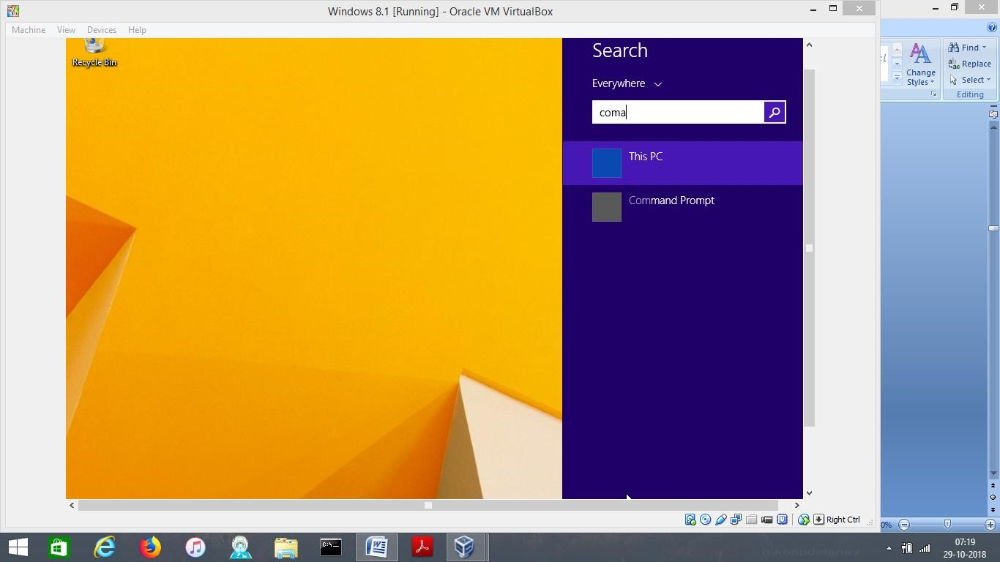 Windows 8.1 [Running] - Oracle VM VirtualBox
Machine View Devices Help
Recycle Bin
Search
Everywhere
coma
This PC
Command Prompt
Find
Replace
Select
Change
Styles
Editing
Right Ctrl
0%
C:\
07:19
29-10-2018
b.koppdelaney